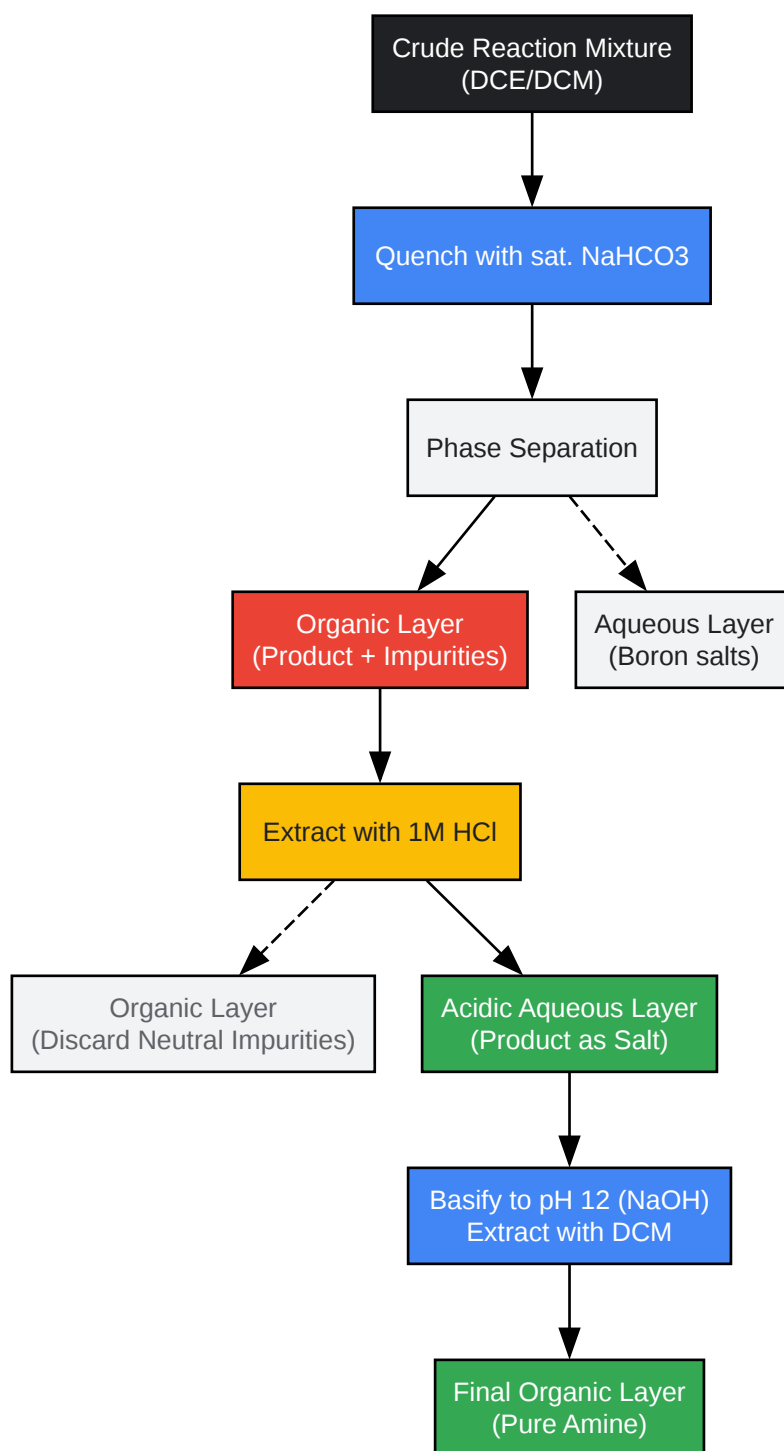 Crude Reaction Mixture
(DCE/DCM)
Quench with sat. NaHCO3
Phase Separation
Organic Layer
(Product + Impurities)
Aqueous Layer
(Boron salts)
Extract with 1M HCl
Organic Layer
(Discard Neutral Impurities)
Acidic Aqueous Layer
(Product as Salt)
Basify to pH 12 (NaOH)
Extract with DCM
Final Organic Layer
(Pure Amine)